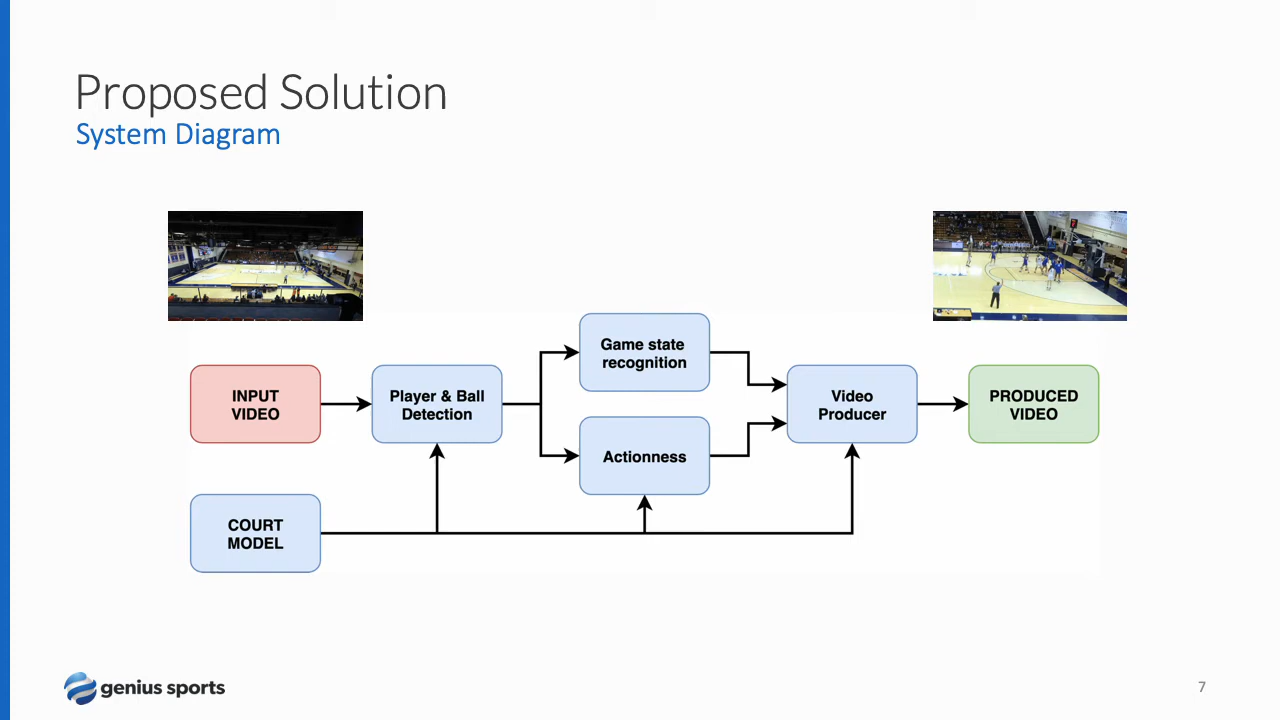 Proposed Solution
System Diagram
Game state
recognition
INPUT
VIDEO
Player & Ball
Detection
Video
Producer
PRODUCED
VIDEO
Actionness
COURT
MODEL
genius sports
7